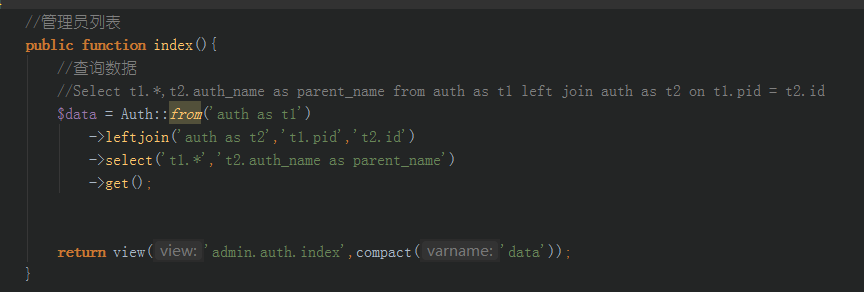 //管理员列表
public function index(){
//查询数据
//Select t1.*,t2.auth_name as parent_name from auth as t1 left join auth as t2 on t1.pid = t2.id
$data = Auth::from('auth as t1')
->leftjoin('auth as t2','t1.pid','t2.id')
->select('t1.*','t2.auth_name as parent_name')
->get();
return view( view: 'admin.auth.index',compact( varname: 'data'));
}